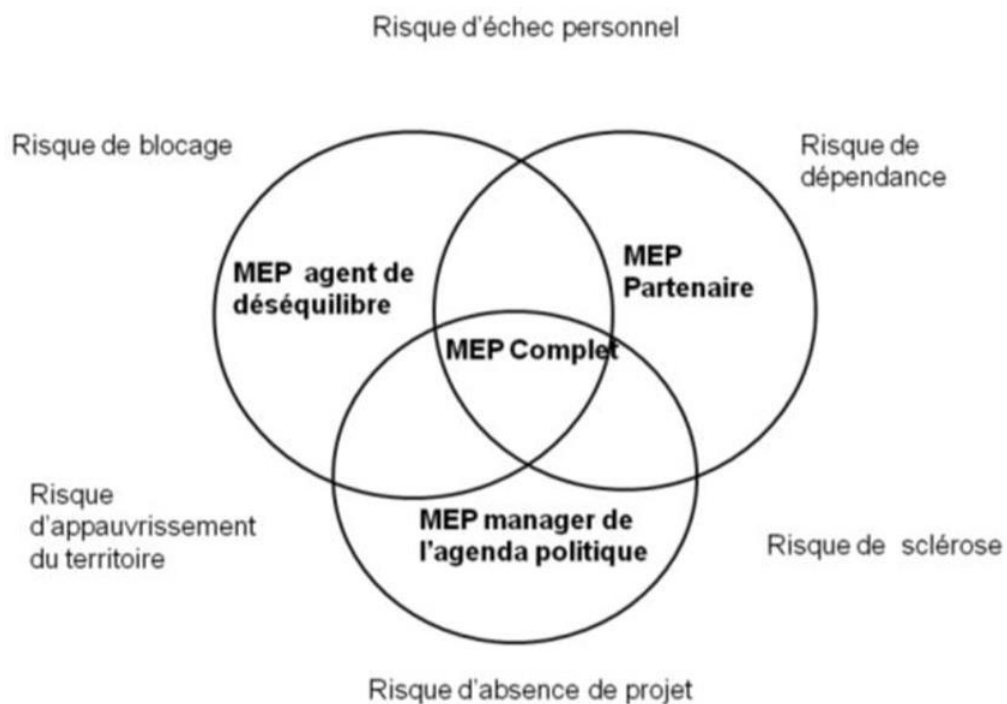 Risque d'échec personnel
Risque de blocage
Risque de
dépendance
MEP agent de
déséquilibre
MEP
Partenaire
MEP Complet
Risque
d'appauvrissement
du territoire
MEP manager de
l'agenda politique
Risque de sclérose
Risque d'absence de projet